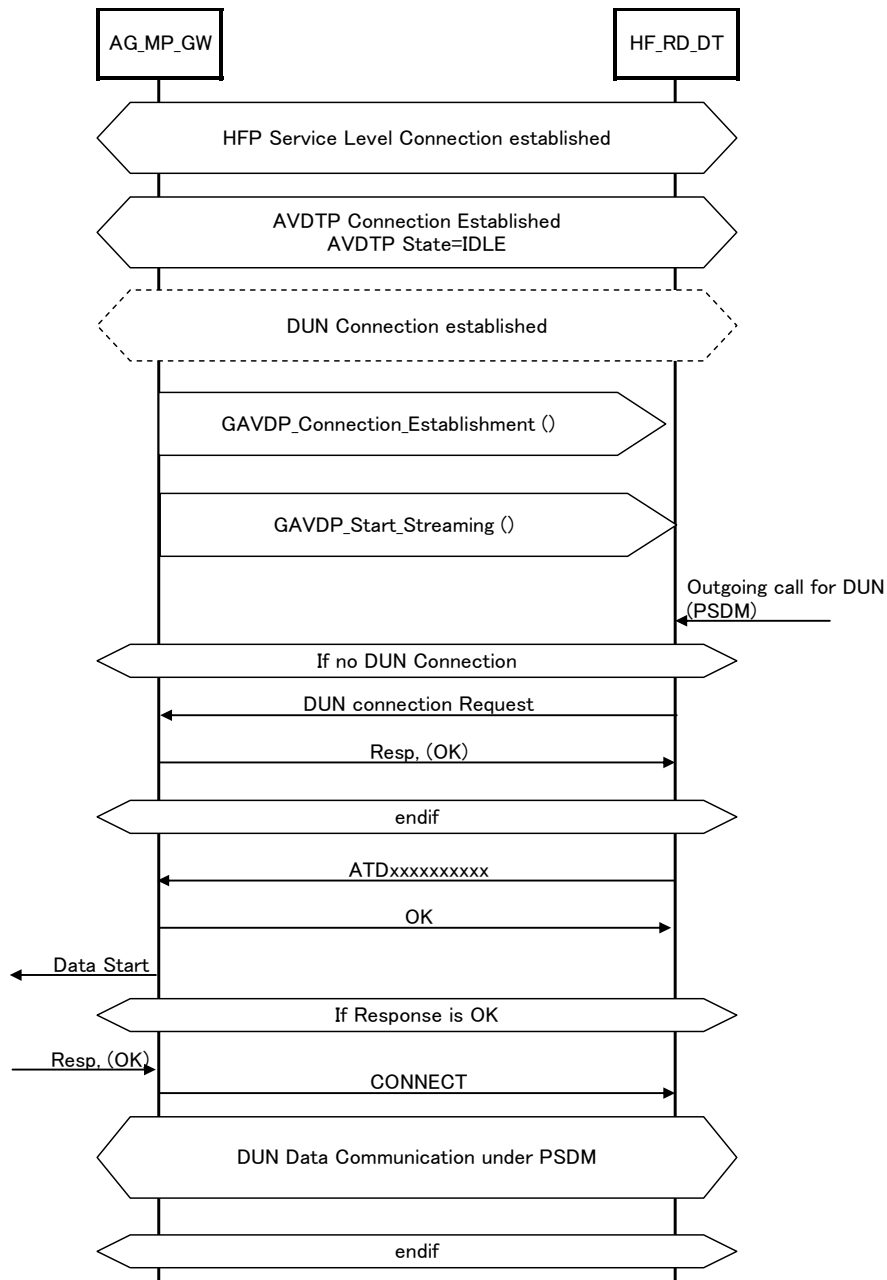 AG_MP_GW
HF_RD_DT
HFP Service Level Connection established
AVDTP Connection Established
AVDTP State=IDLE
DUN Connection established
GAVDP_Connection_Establishment ()
GAVDP_Start_Streaming ()
Outgoing call for DUN
(PSDM)
If no DUN Connection
DUN connection Request
Resp, (OK)
endif
ATDxxxxxxxxxx
OK
Data Start
If Response is OK
Resp, (OK)
CONNECT
DUN Data Communication under PSDM
endif